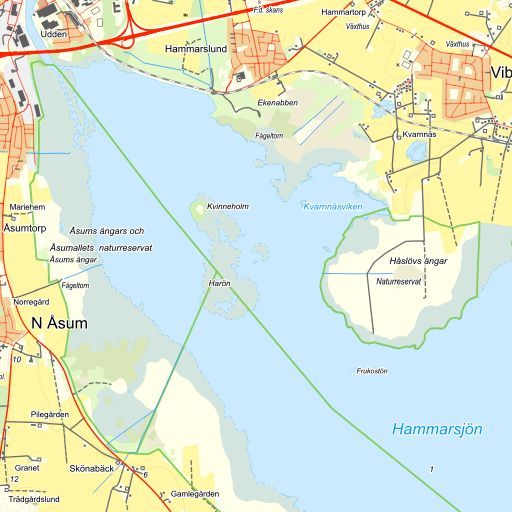 Udden
F.d. skans
Hammartorp
Växthus
Växthus
Hammarslund
Vib
Ekenabben
Fågeltorn
Kvarnnäs
Mariehem
Kvinneholm
Kvarnnäsviken
Åsumtorp
Åsums ängars och
Åsumallets naturreservat
Åsums ängar
Håslövs ängar
Naturreservat
Fågeltorn
Harön
Norregård
N Åsum
10
Frukostön
Pilegården
Hammarsjön
Granet
Skönabäck
6
1
12
Trädgårdslund
Gamlegården